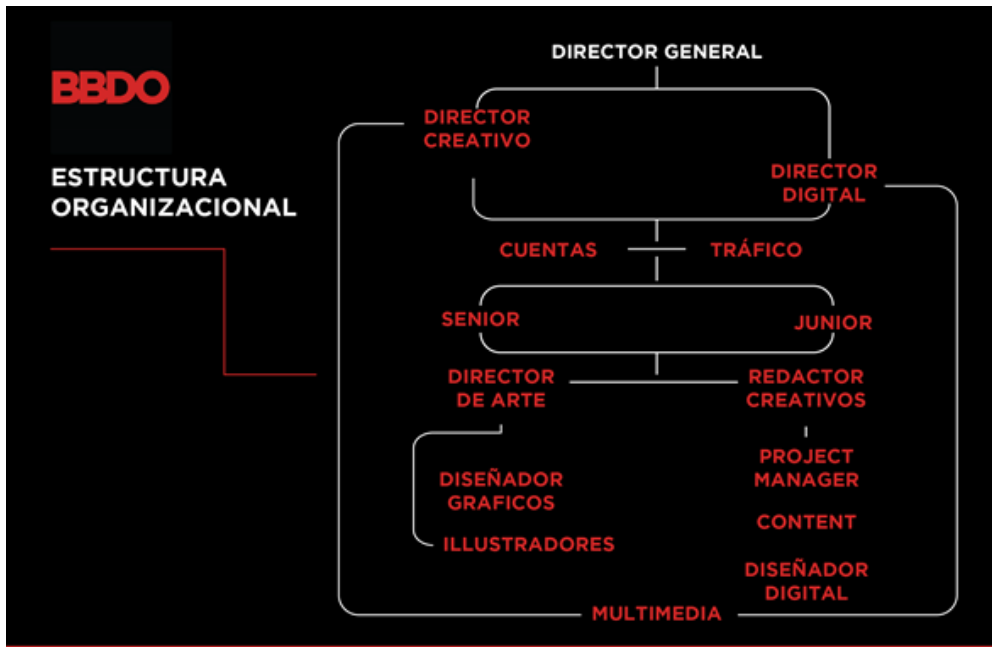 BBDO
ESTRUCTURA
ORGANIZACIONAL
DIRECTOR GENERAL
DIRECTOR
CREATIVO
DIRECTOR
DIGITAL
CUENTAS
TRÁFICO
SENIOR
JUNIOR
DIRECTOR
DE ARTE
REDACTOR
CREATIVOS
DISEÑADOR
GRAFICOS
ILLUSTRADORES
PROJECT
MANAGER
CONTENT
DISEÑADOR
DIGITAL
MULTIMEDIA